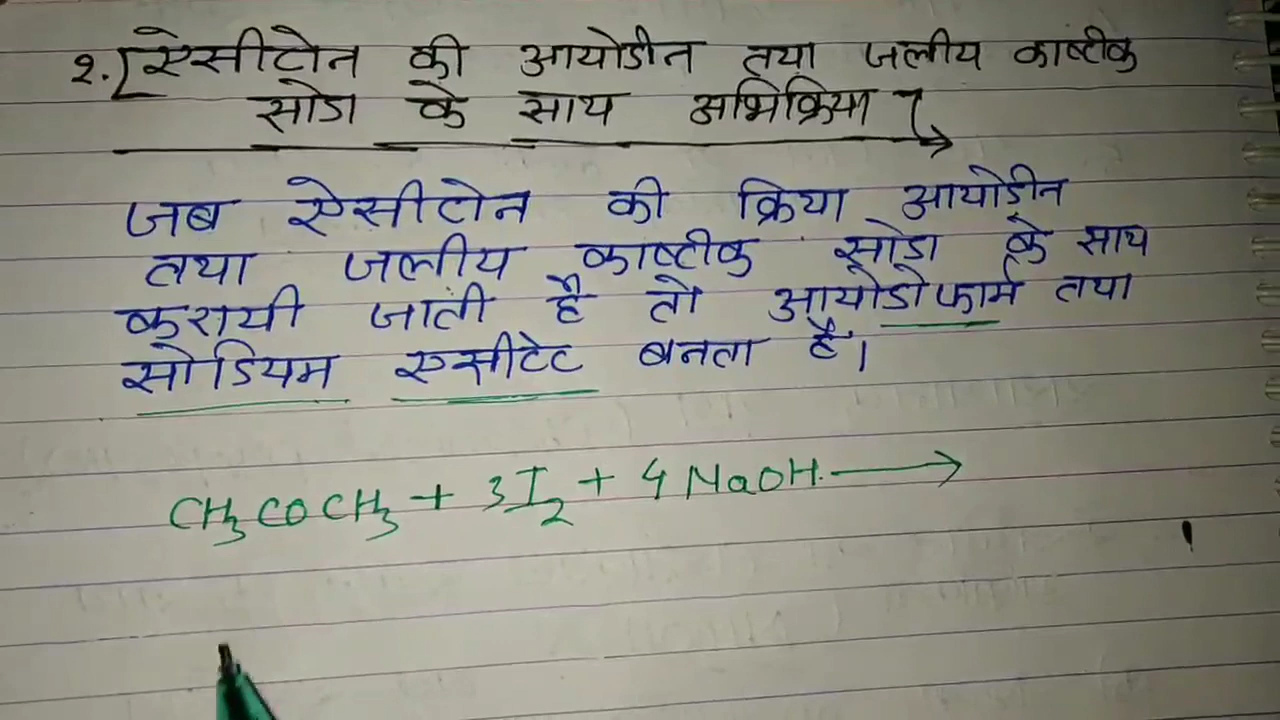 २. ऐसीटोन की आयोडीन तथा जलीय काष्टीक
सोडा के साथ अभिक्रिया
जब ऐसीटोन की क्रिया आयोडीन
तथा जलीय काष्टीक सोडा के साथ
करायी जाती है तो आयोडोफार्म तथा
सोडियम एसीटेट बनता है।
CH₃COCH₃ + 3I₂ + 4NaOH ⟶